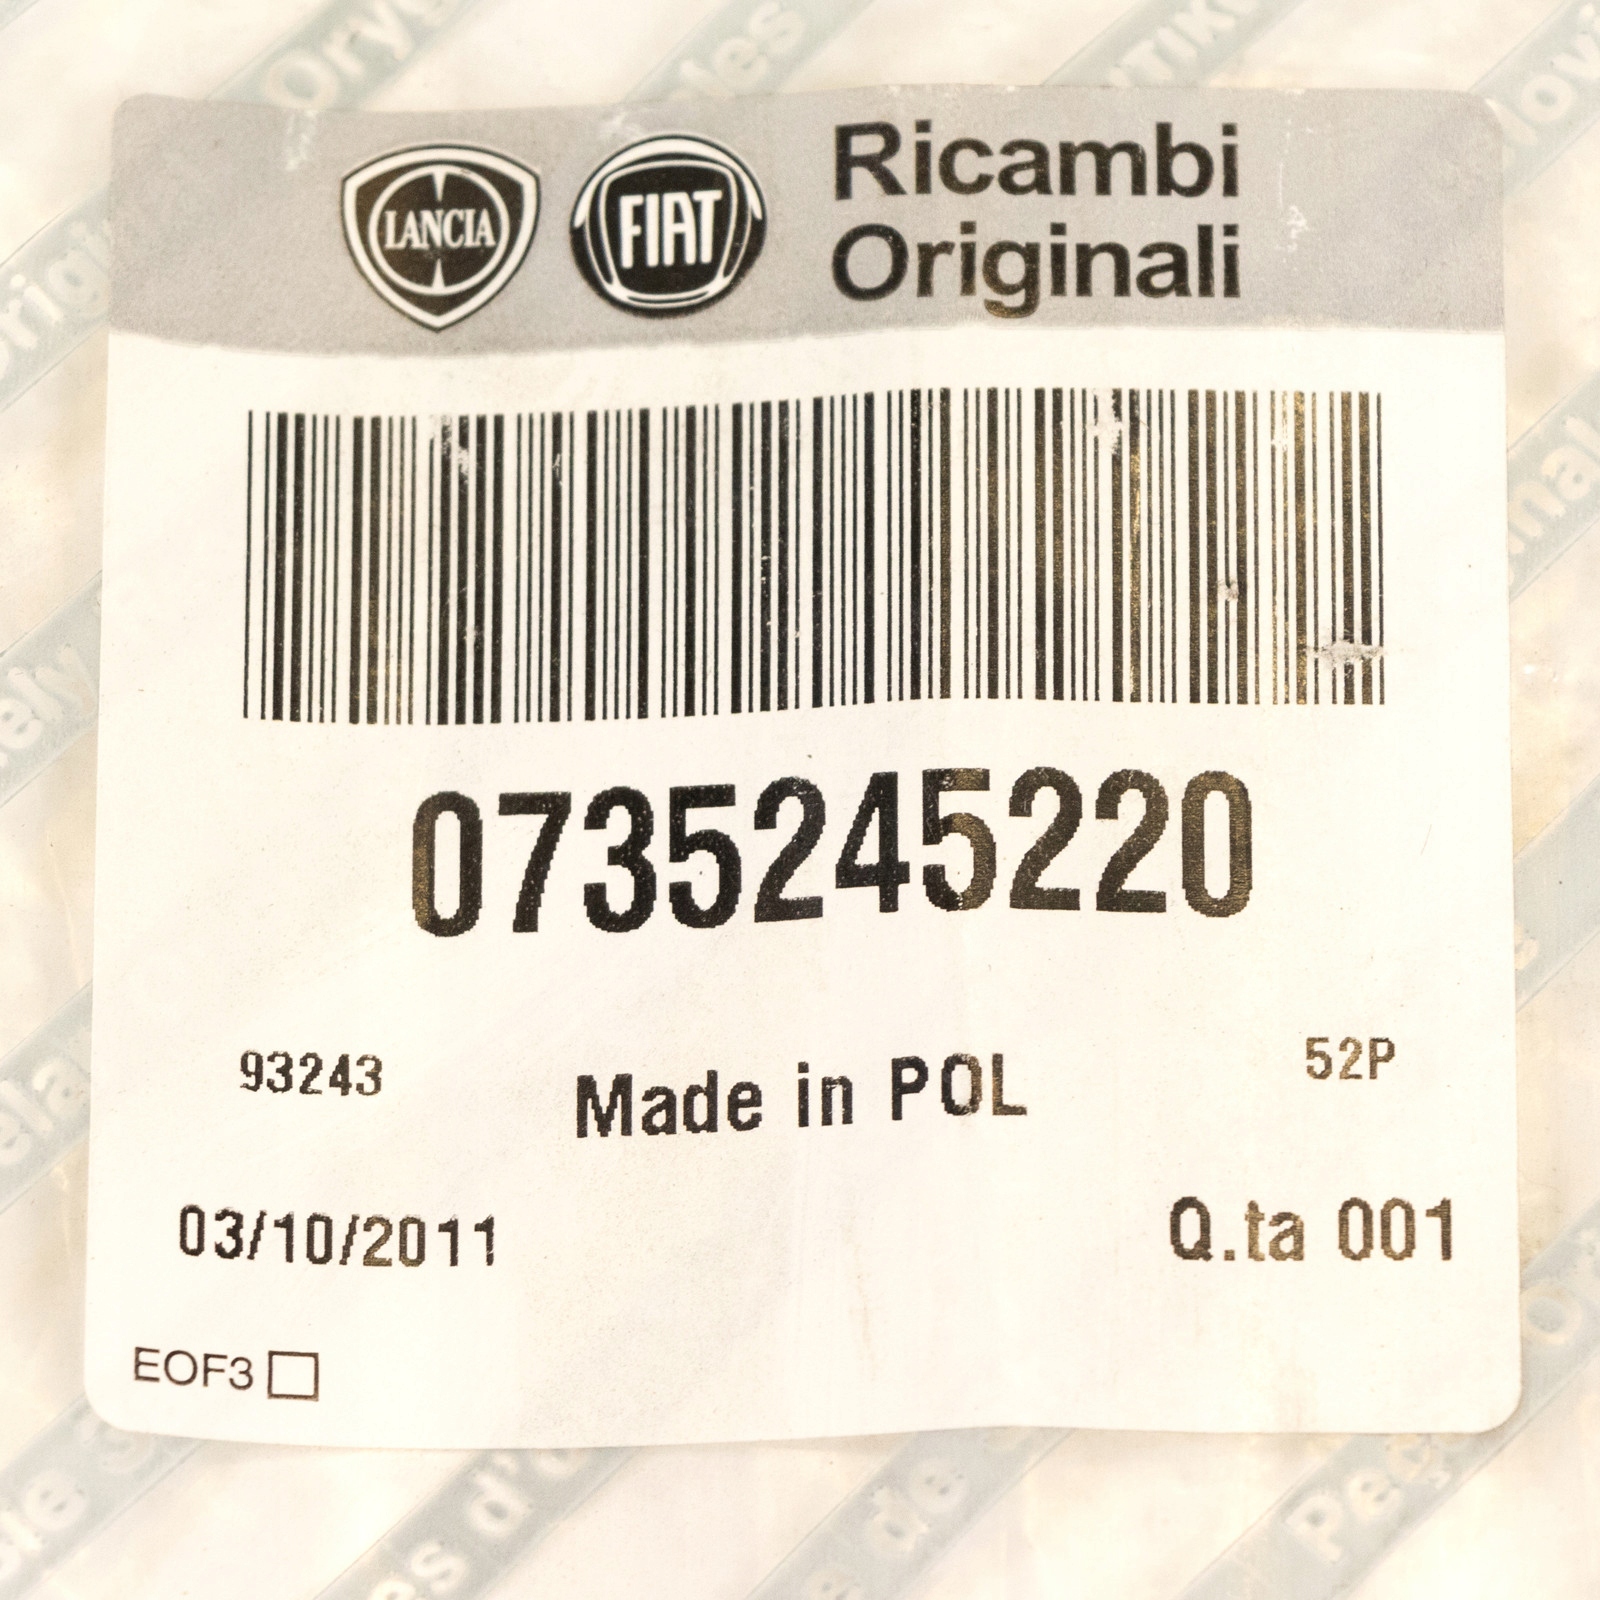 LANCIA FIAT Ricambi
Originali
0735245220
93243 Made in POL 52P
03/10/2011 Q.ta 001
EOF3